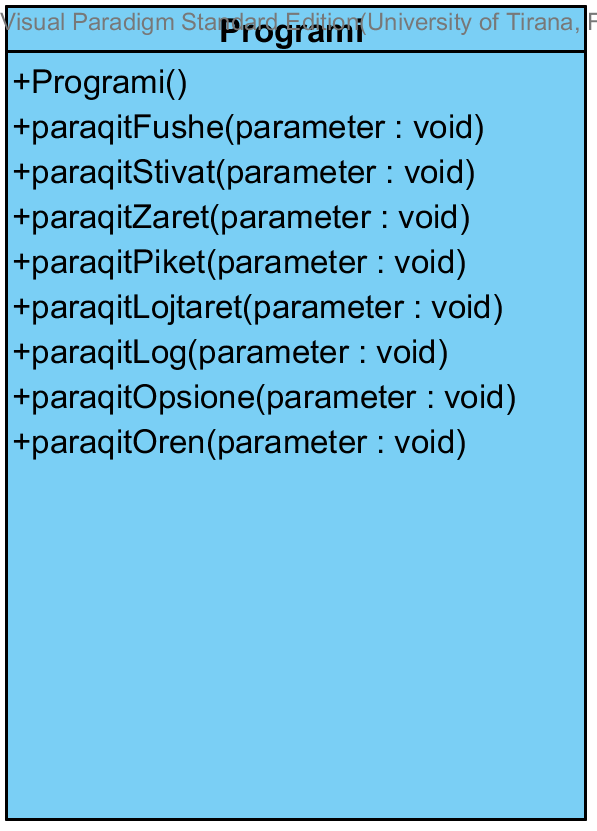 Visual Paradigm Standard Edition(University of Tirana, F
Programi
+Programi()
+paraqitFushe(parameter : void)
+paraqitStivat(parameter : void)
+paraqitZaret(parameter : void)
+paraqitPiket(parameter : void)
+paraqitLojtaret(parameter : void)
+paraqitLog(parameter : void)
+paraqitOpsione(parameter : void)
+paraqitOren(parameter : void)